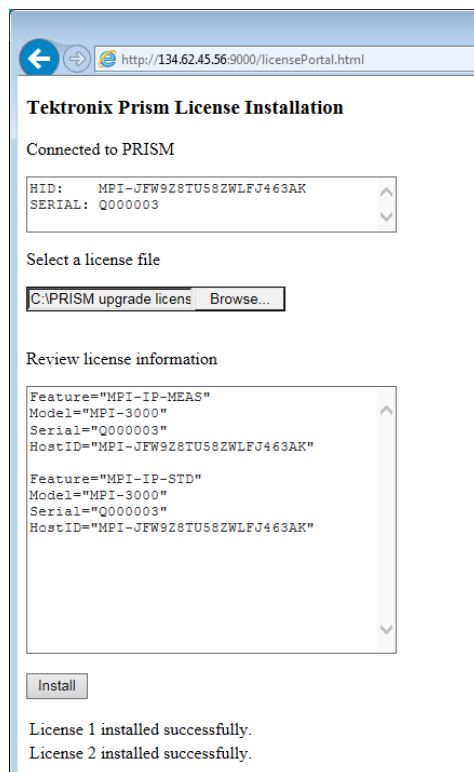 http://134.62.45.56:9000/licensePortal.html
Tektronix Prism License Installation
Connected to PRISM
HID: MPI-JFW9Z8TU58ZWLFJ463AK
SERIAL: Q000003
Select a license file
C:\PRISM upgrade licens Browse...
Review license information
Feature="MPI-IP-MEAS"
Model="MPI-3000"
Serial="Q000003"
HostID="MPI-JFW9Z8TU58ZWLFJ463AK"
Feature="MPI-IP-STD"
Model="MPI-3000"
Serial="Q000003"
HostID="MPI-JFW9Z8TU58ZWLFJ463AK"
Install
License 1 installed successfully.
License 2 installed successfully.